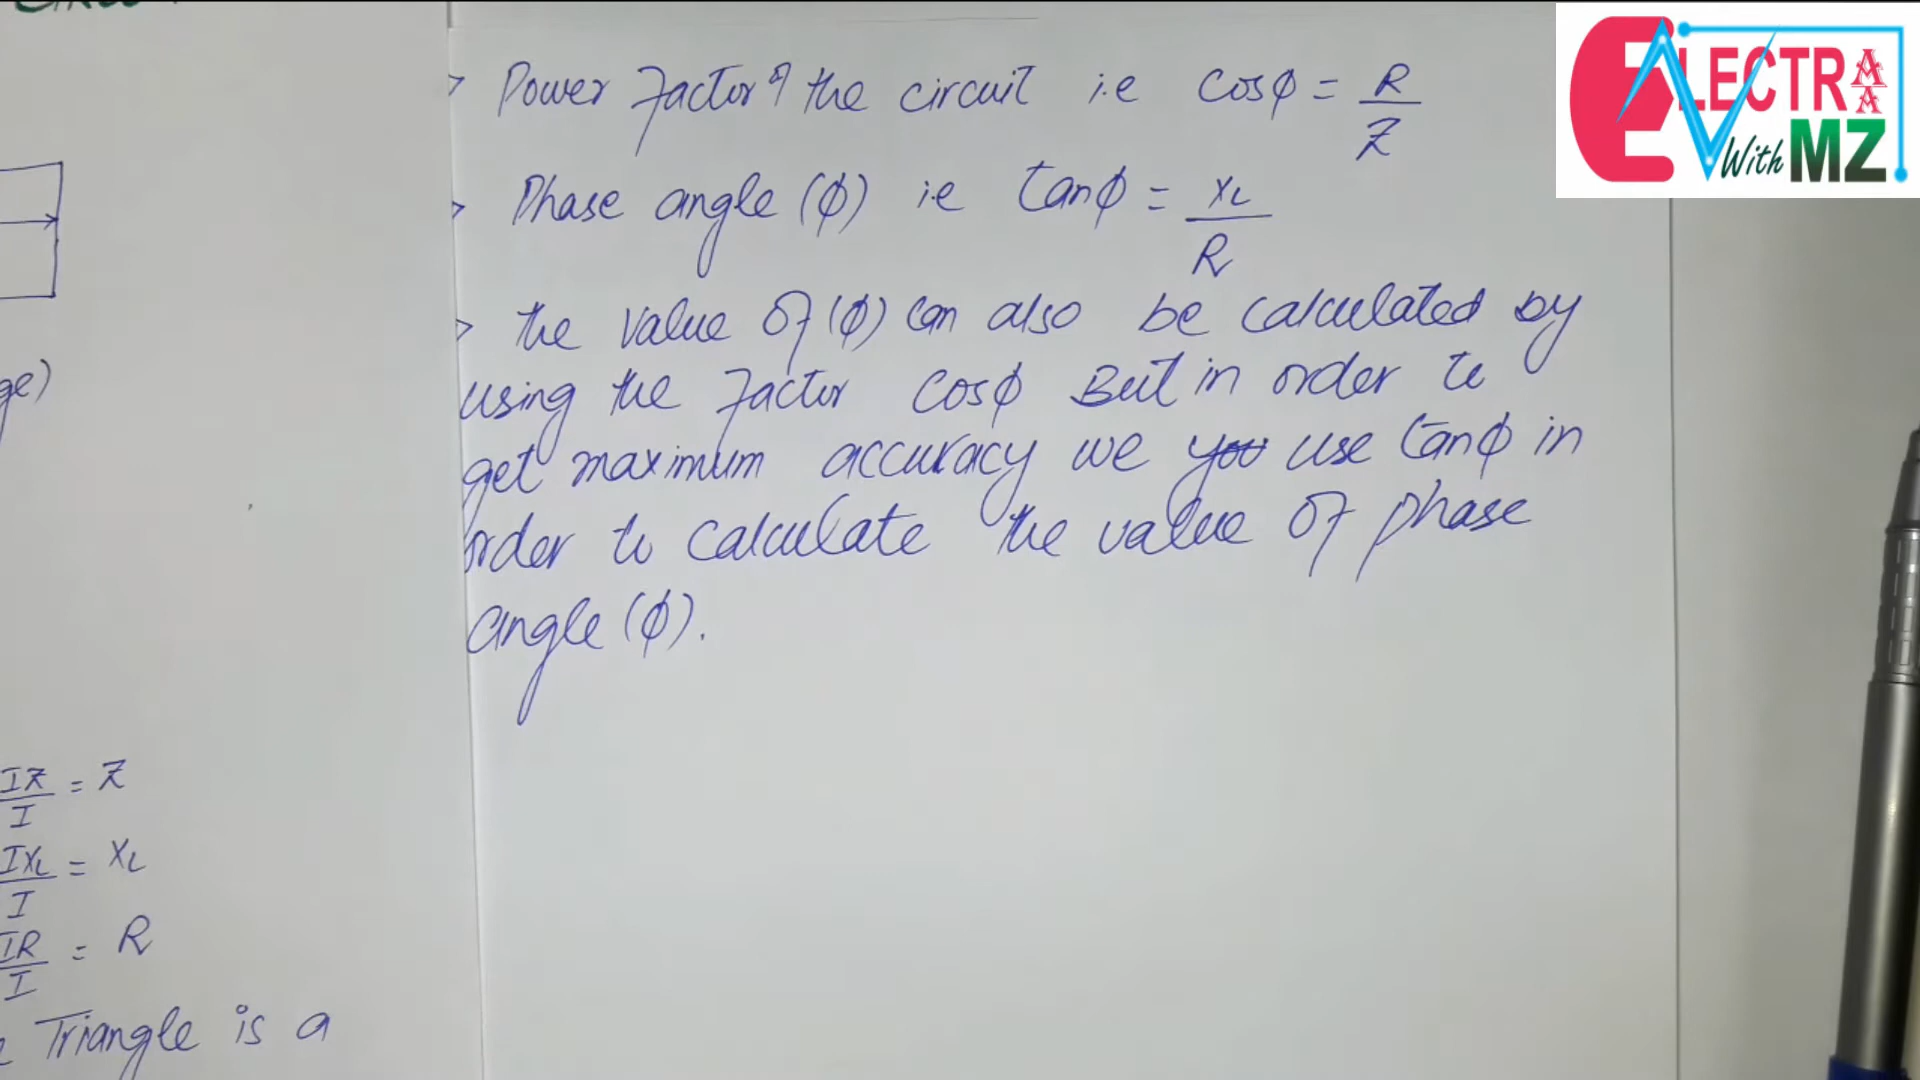 Power Factor of the circuit i.e cosϕ = R/Z
Phase angle (ϕ) i.e tanϕ = XL/R
the value of (ϕ) can also be calculated by
using the Factor cosϕ But in order to
get maximum accuracy we use tanϕ in
order to calculate the value of phase
angle (ϕ).
ge)
IZ/I = Z
IXL/I = XL
IR/I = R
Triangle is a
ELECTRA
With MZ